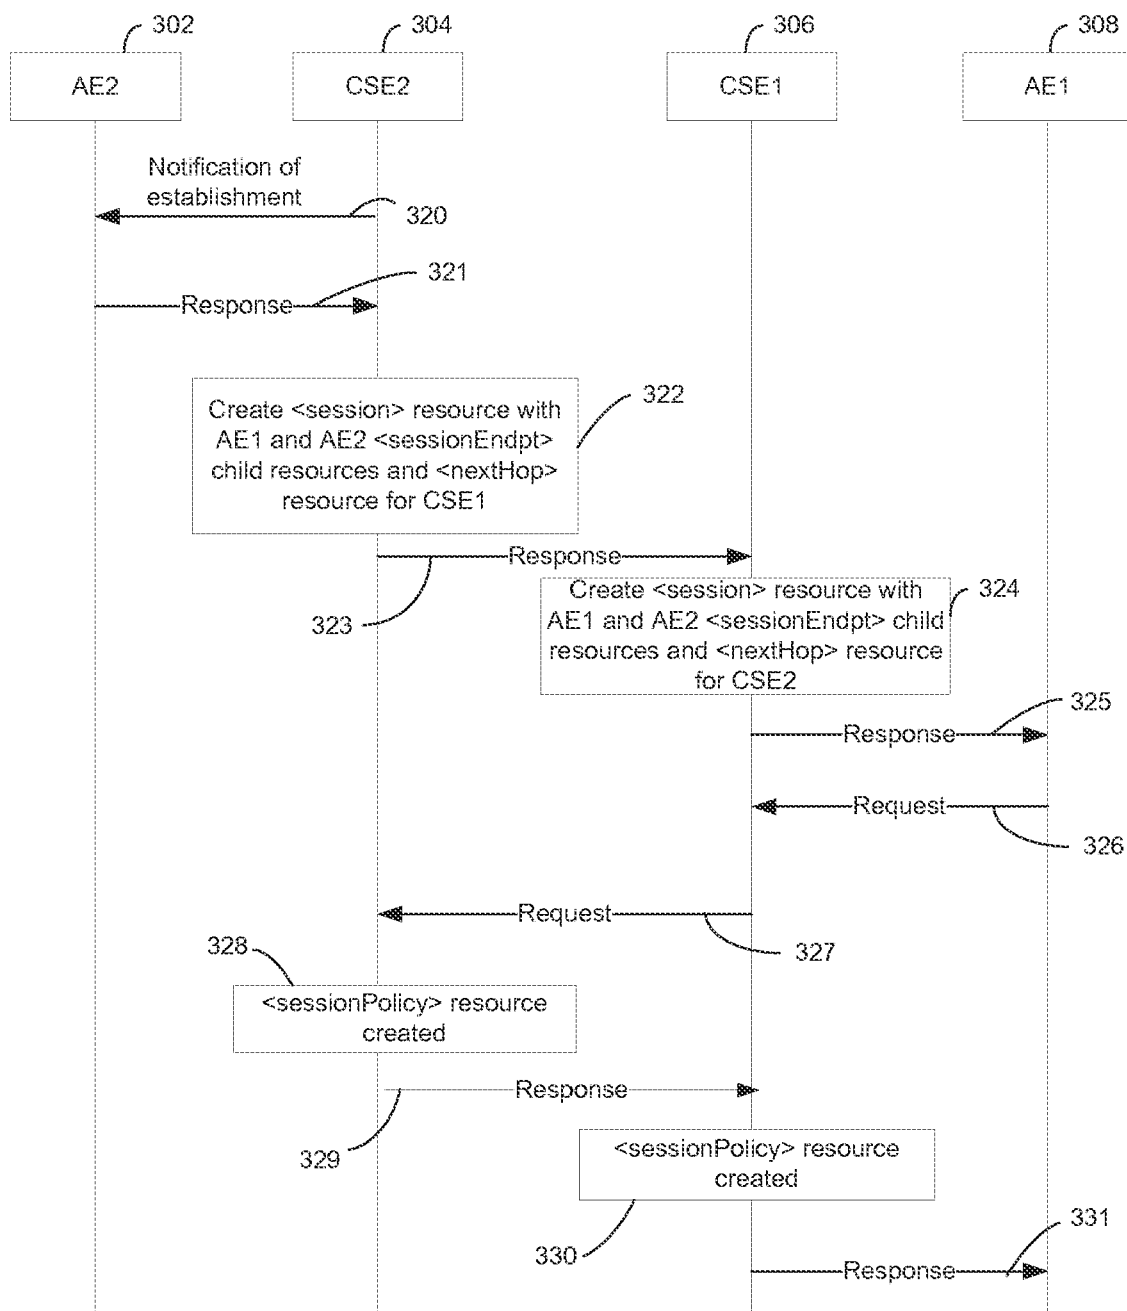 302
304
306
308
AE2
CSE2
CSE1
AE1
Notification of
establishment
320
321
Response
322
Create <session> resource with
AE1 and AE2 <sessionEndpt>
child resources and <nextHop>
resource for CSE1
Response
323
324
Create <session> resource with
AE1 and AE2 <sessionEndpt> child
resources and <nextHop> resource
for CSE2
325
Response
Request
326
Request
327
328
<sessionPolicy> resource
created
Response
329
<sessionPolicy> resource
created
330
331
Response